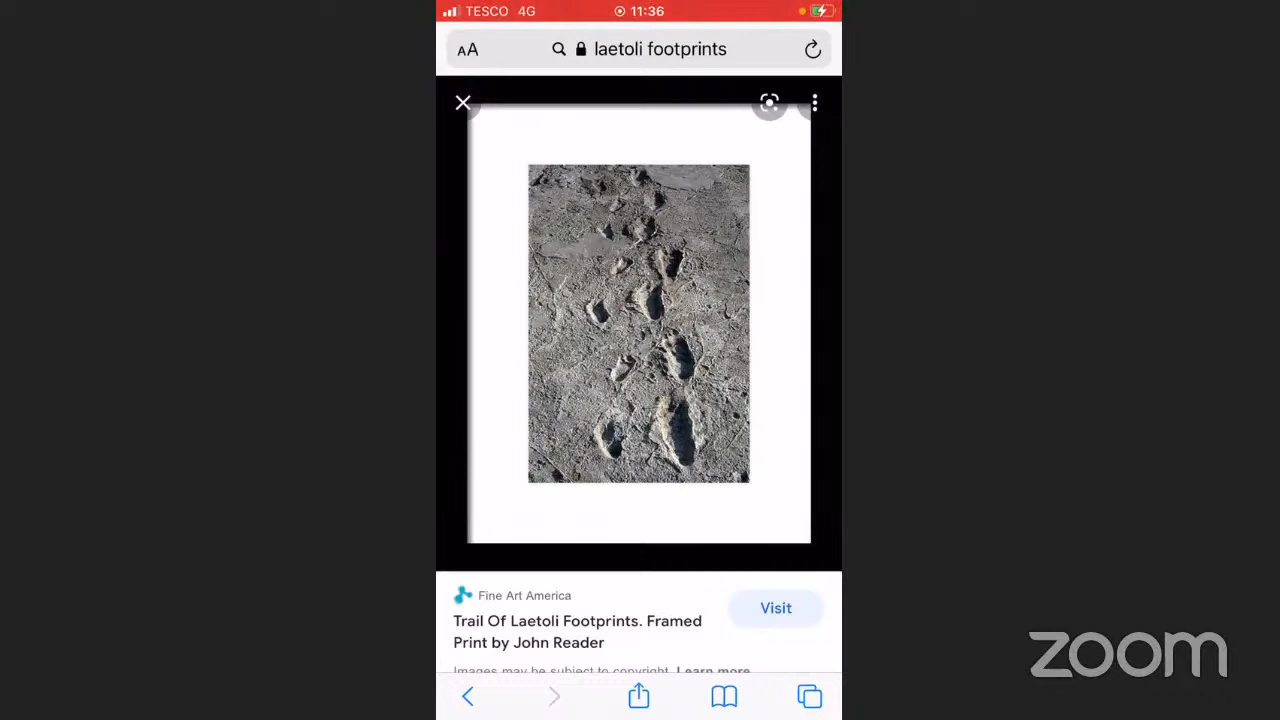 TESCO 4G 11:36
AA laetoli footprints
Fine Art America
Trail Of Laetoli Footprints. Framed
Print by John Reader
Visit
Images may be subject to copyright. Learn more
zoom